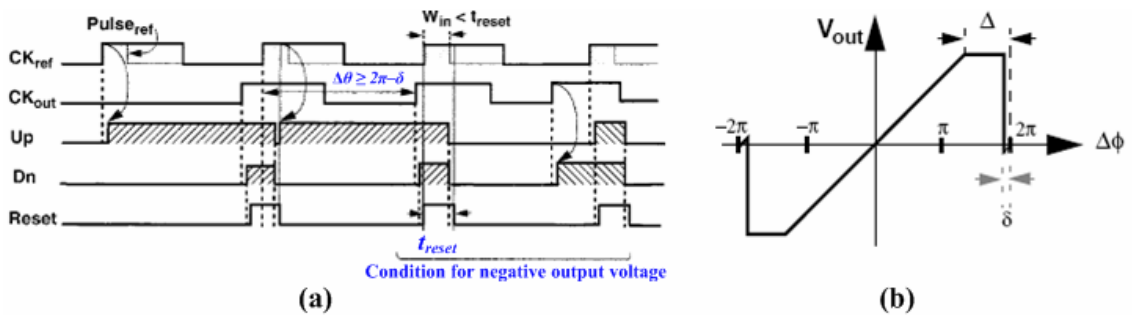 Pulse_ref
W_in < t_reset
CK_ref
Δθ ≥ 2π–δ
CK_out
Up
Dn
Reset
t_reset
Condition for negative output voltage
(a)
V_out
Δ
–2π
–π
π
2π
Δϕ
δ
(b)